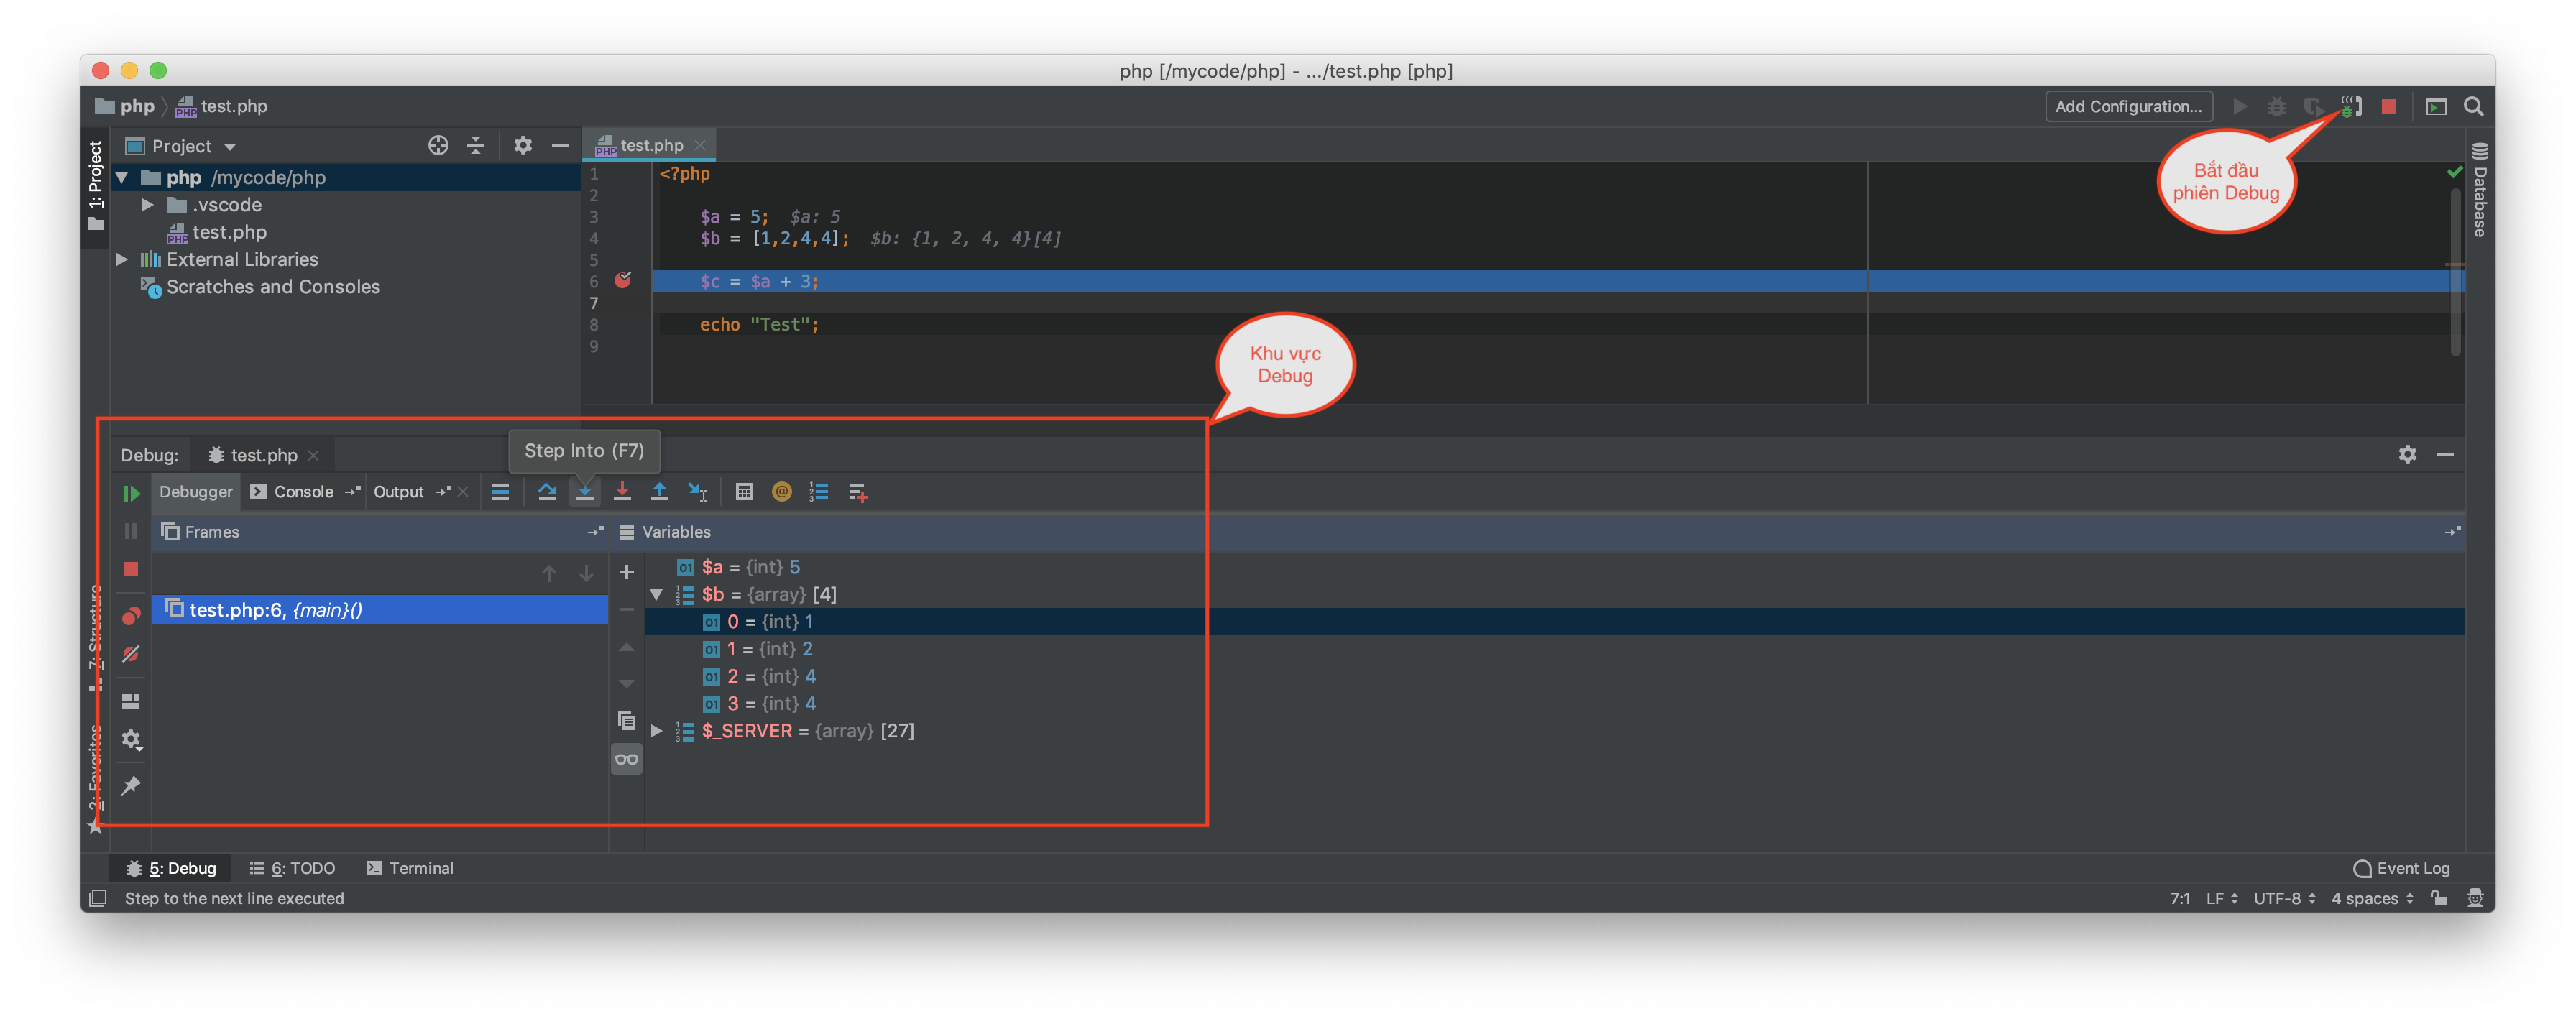 php [/mycode/php] - .../test.php [php]
php
test.php
Add Configuration...
1: Project
Project
test.php
Bắt đầu
phiên Debug
Database
php /mycode/php
.vscode
test.php
External Libraries
Scratches and Consoles
1 <?php
2
3 $a = 5; $a: 5
4 $b = [1,2,4,4]; $b: {1, 2, 4, 4}[4]
5
6 $c = $a + 3;
7
8 echo "Test";
9
Khu vực
Debug
Step Into (F7)
Debug: test.php
Debugger Console Output
Frames
Variables
test.php:6, {main}()
$a = {int} 5
$b = {array} [4]
0 = {int} 1
1 = {int} 2
2 = {int} 4
3 = {int} 4
$_SERVER = {array} [27]
7: Structure
2: Favorites
5: Debug 6: TODO Terminal
Event Log
Step to the next line executed
7:1 LF UTF-8 4 spaces